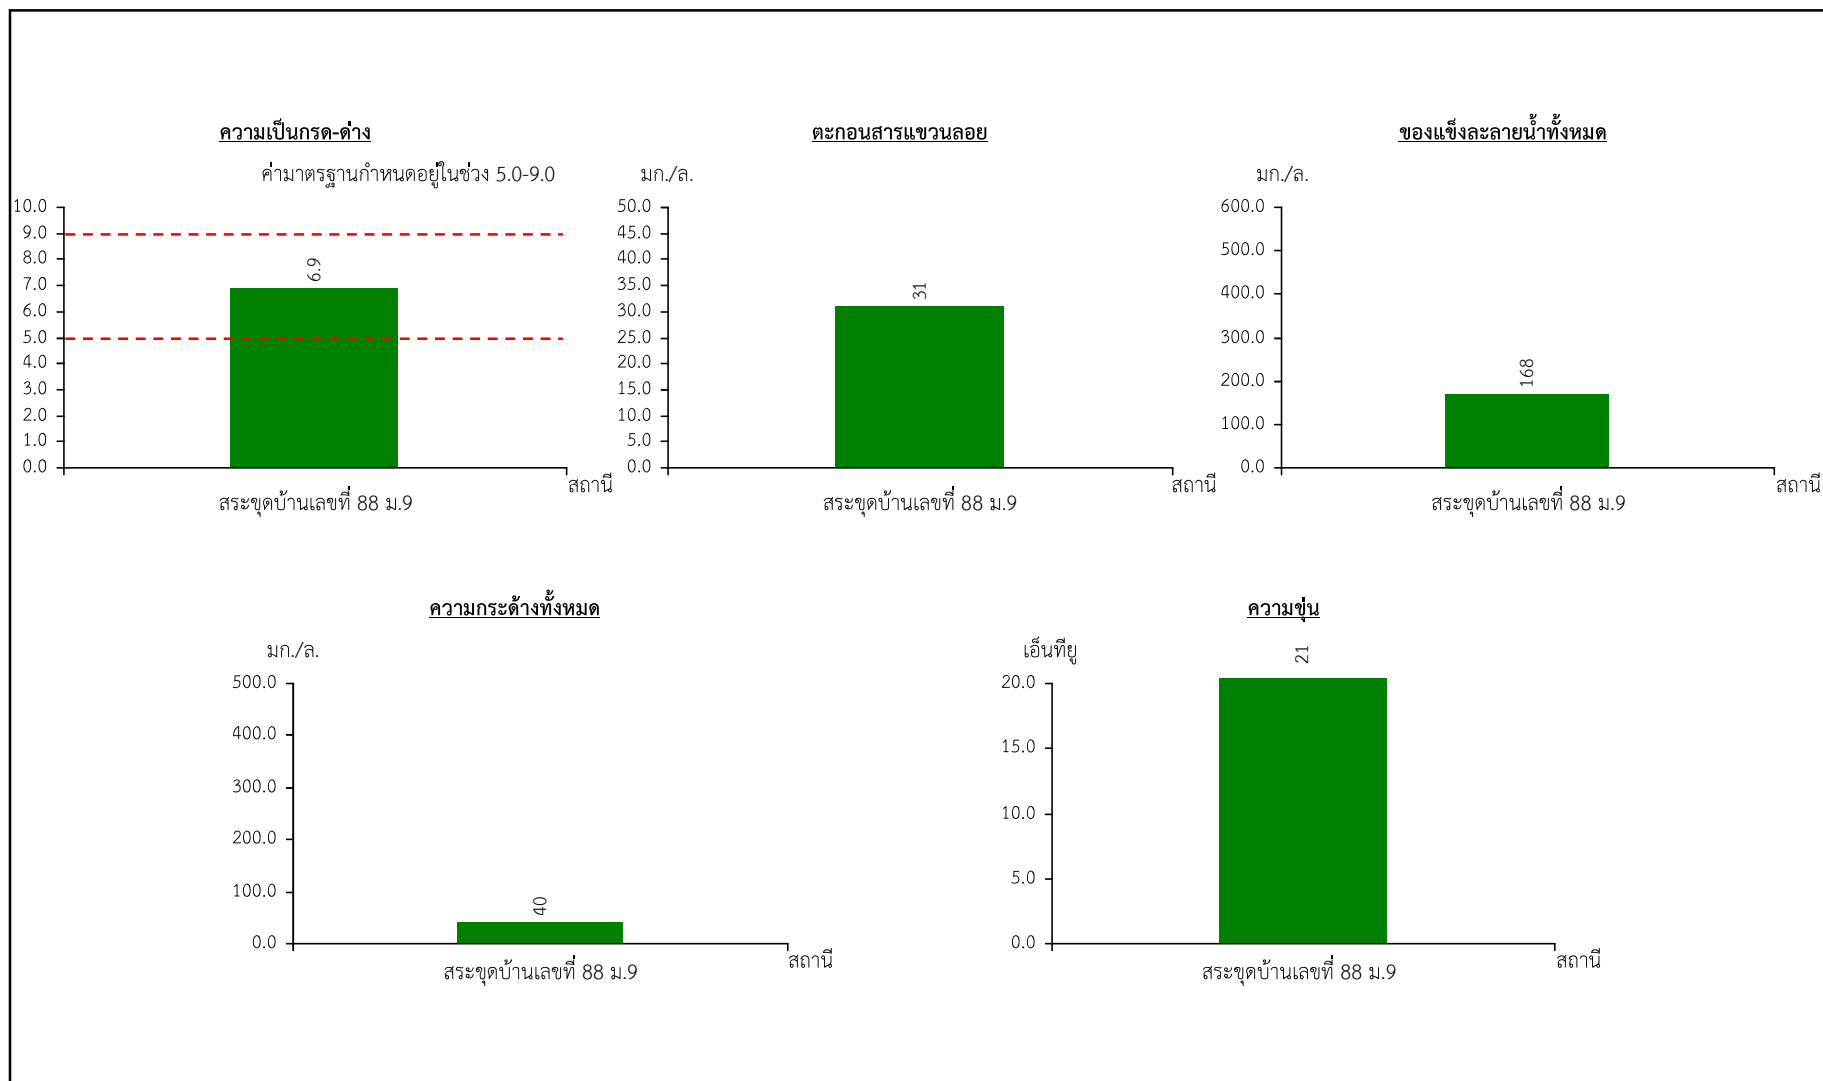 ความเป็นกรด-ด่าง
ค่ามาตรฐานกำหนดอยู่ในช่วง 5.0-9.0
10.0
9.0
8.0
7.0
6.0
5.0
4.0
3.0
2.0
1.0
0.0
6.9
สถานี
สระขุดบ้านเลขที่ 88 ม.9
ตะกอนสารแขวนลอย
มก./ล.
50.0
45.0
40.0
35.0
30.0
25.0
20.0
15.0
10.0
5.0
0.0
31
สถานี
สระขุดบ้านเลขที่ 88 ม.9
ของแข็งละลายน้ำทั้งหมด
มก./ล.
600.0
500.0
400.0
300.0
200.0
100.0
0.0
168
สถานี
สระขุดบ้านเลขที่ 88 ม.9
ความกระด้างทั้งหมด
มก./ล.
500.0
400.0
300.0
200.0
100.0
0.0
40
สถานี
สระขุดบ้านเลขที่ 88 ม.9
ความขุ่น
เอ็นทียู
20.0
15.0
10.0
5.0
0.0
21
สถานี
สระขุดบ้านเลขที่ 88 ม.9